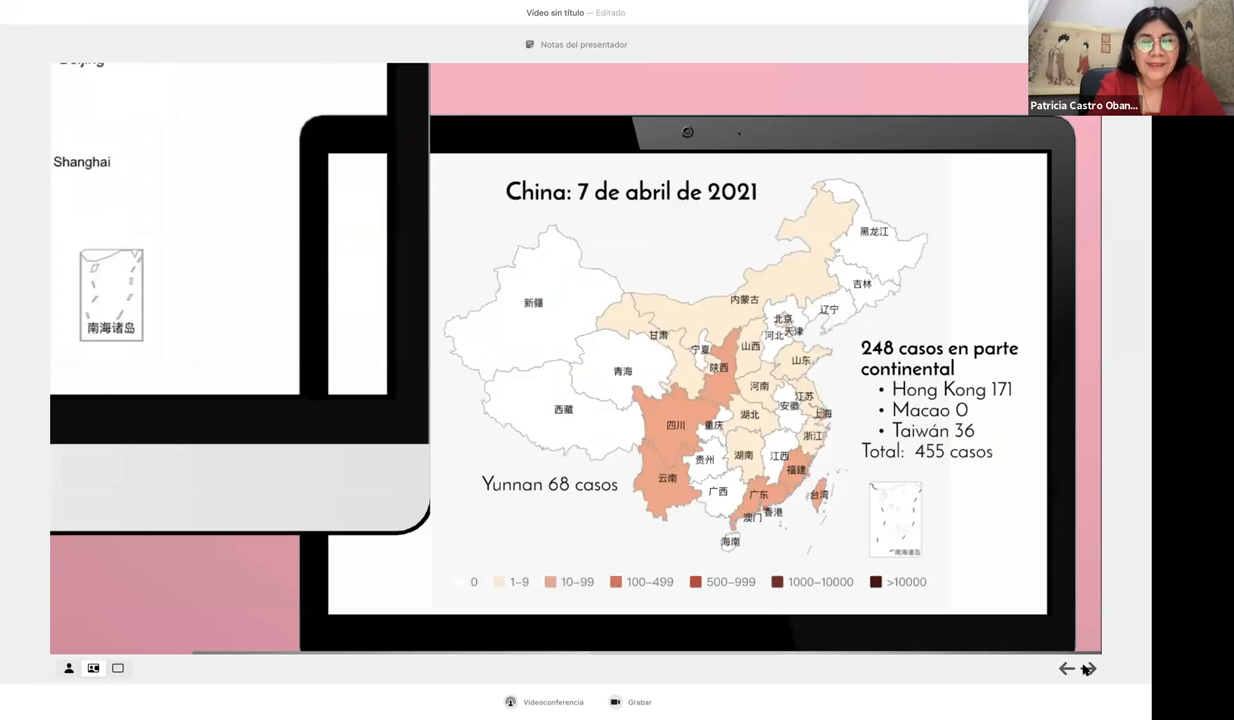 Vídeo sin título — Editado
Notas del presentador
Patricia Castro Oban...
Beijing
Shanghai
南海诸岛
China: 7 de abril de 2021
黑龙江
吉林
辽宁
内蒙古
新疆
北京
天津
河北
甘肃
宁夏
山西
山东
陕西
青海
河南
江苏
安徽
上海
西藏
四川
重庆
湖北
浙江
贵州
湖南
江西
福建
云南
广西
广东
台湾
香港
澳门
海南
南海诸岛
248 casos en parte
continental
• Hong Kong 171
• Macao 0
• Taiwán 36
Total: 455 casos
Yunnan 68 casos
0 1–9 10–99 100–499 500–999 1000–10000 >10000
Videoconferencia
Grabar